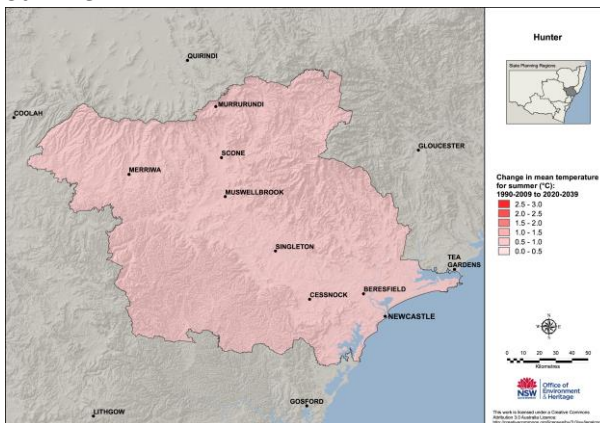 QUIRINDI
COOLAH
MURRURUNDI
GLOUCESTER
SCONE
MERRIWA
MUSWELLBROOK
SINGLETON
TEA
GARDENS
BERESFIELD
CESSNOCK
NEWCASTLE
GOSFORD
LITHGOW
Hunter
State Planning Regions
Change in mean temperature
for summer (°C):
1990-2009 to 2020-2039
2.5 - 3.0
2.0 - 2.5
1.5 - 2.0
1.0 - 1.5
0.5 - 1.0
0.0 - 0.5
0 10 20 30 40 50
Kilometres
NSW
GOVERNMENT
Office of
Environment
& Heritage
This work is licensed under a Creative Commons
Attribution 3.0 Australia Licence.